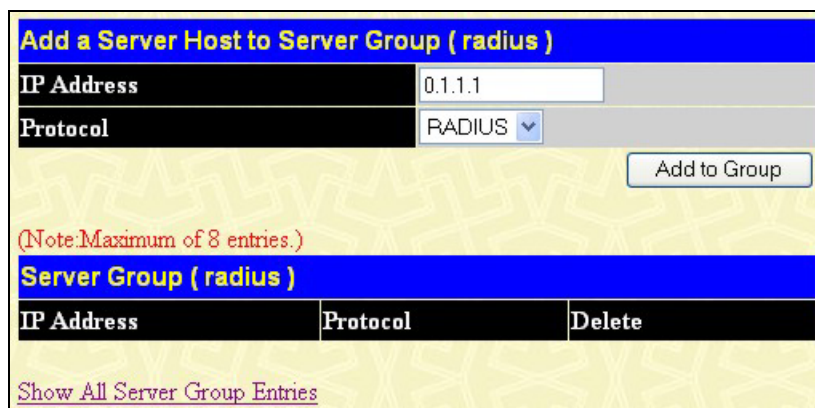 Add a Server Host to Server Group ( radius )
IP Address 0.1.1.1
Protocol RADIUS
Add to Group
(Note:Maximum of 8 entries.)
Server Group ( radius )
IP Address Protocol Delete
Show All Server Group Entries